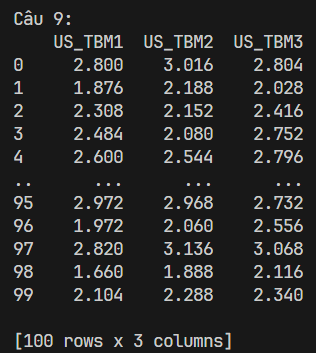 Câu 9:
US_TBM1 US_TBM2 US_TBM3
0 2.800 3.016 2.804
1 1.876 2.188 2.028
2 2.308 2.152 2.416
3 2.484 2.080 2.752
4 2.600 2.544 2.796
.. ... ... ...
95 2.972 2.968 2.732
96 1.972 2.060 2.556
97 2.820 3.136 3.068
98 1.660 1.888 2.116
99 2.104 2.288 2.340
[100 rows x 3 columns]